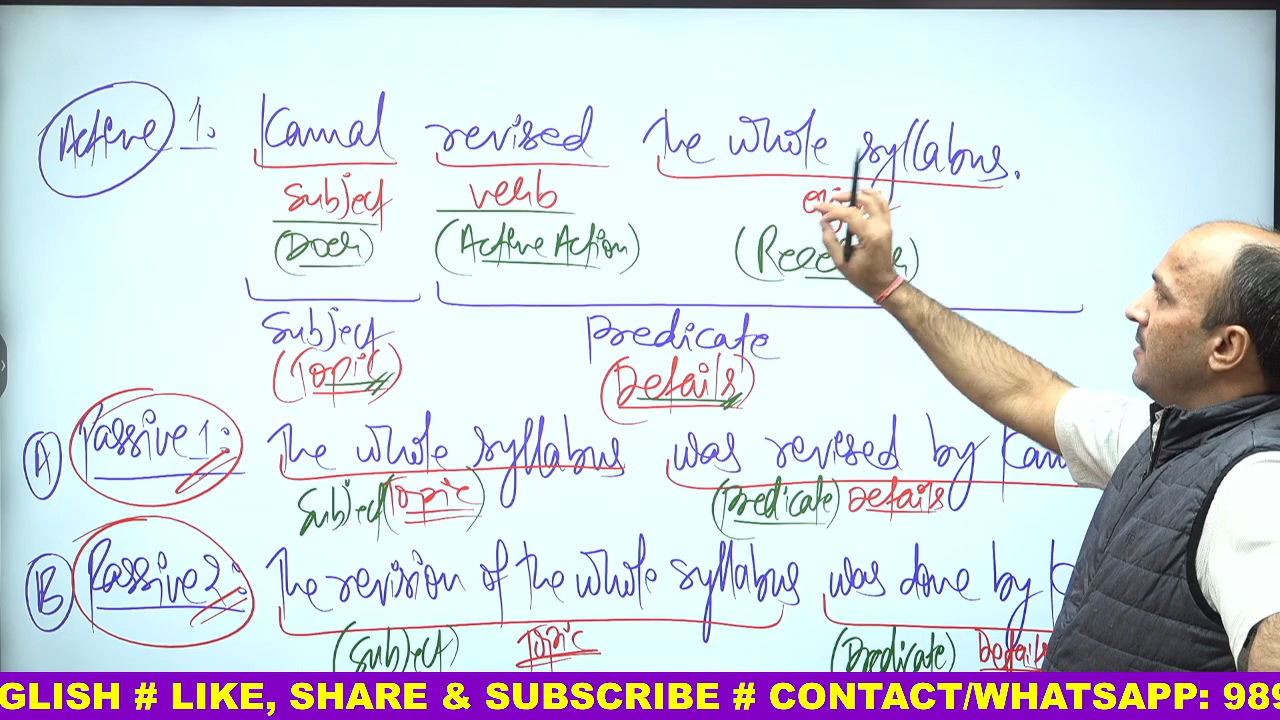 Active 1. Kamal revised the whole syllabus.
Subject verb
(Doer) (Active Action)
Subject Predicate
(Topic) (Details)
A Passive 1: The whole syllabus was revised by Kam
Subject (Topic) (Predicate) Details
B Passive 2: The revision of the whole syllabus was done by K
(Subject) Topic (Predicate) Details
GLISH # LIKE, SHARE & SUBSCRIBE # CONTACT/WHATSAPP: 989